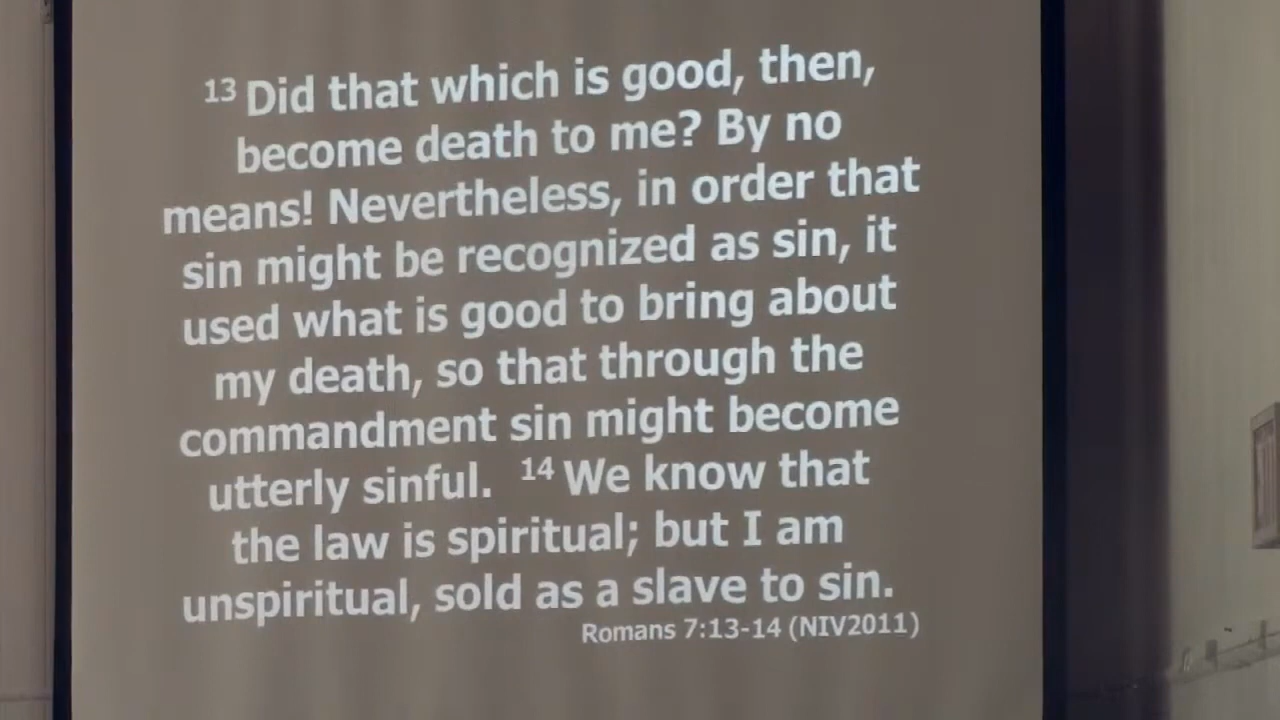 13 Did that which is good, then,
become death to me? By no
means! Nevertheless, in order that
sin might be recognized as sin, it
used what is good to bring about
my death, so that through the
commandment sin might become
utterly sinful. 14 We know that
the law is spiritual; but I am
unspiritual, sold as a slave to sin.
Romans 7:13-14 (NIV2011)